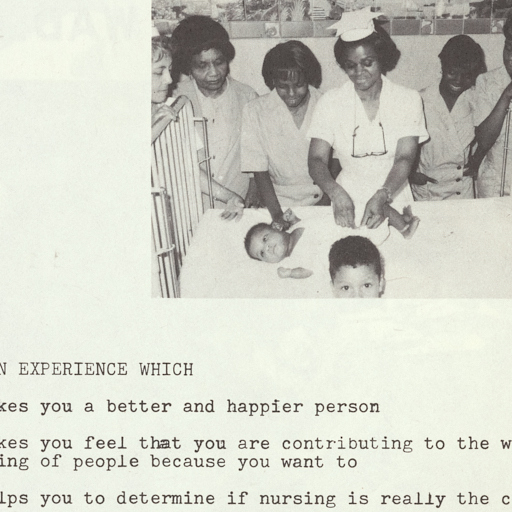 N EXPERIENCE WHICH
kes you a better and happier person
kes you feel that you are contributing to the w
ing of people because you want to
lps you to determine if nursing is really the c